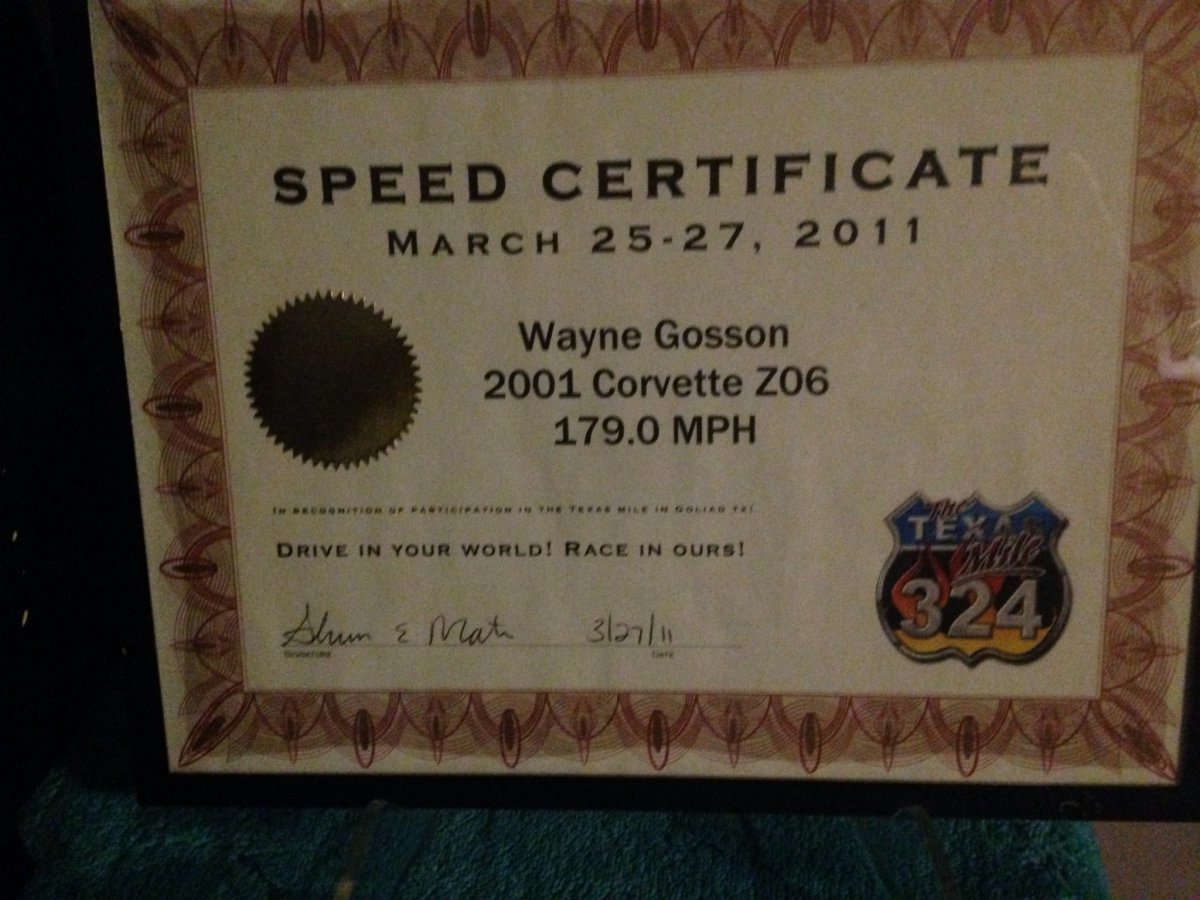 SPEED CERTIFICATE
MARCH 25-27, 2011
Wayne Gosson
2001 Corvette Z06
179.0 MPH
IN RECOGNITION OF PARTICIPATION IN THE TEXAS MILE IN GOLIAD TX!
DRIVE IN YOUR WORLD! RACE IN OURS!
3/27/11
SIGNATURE DATE
The
TEXAS
Mile
324